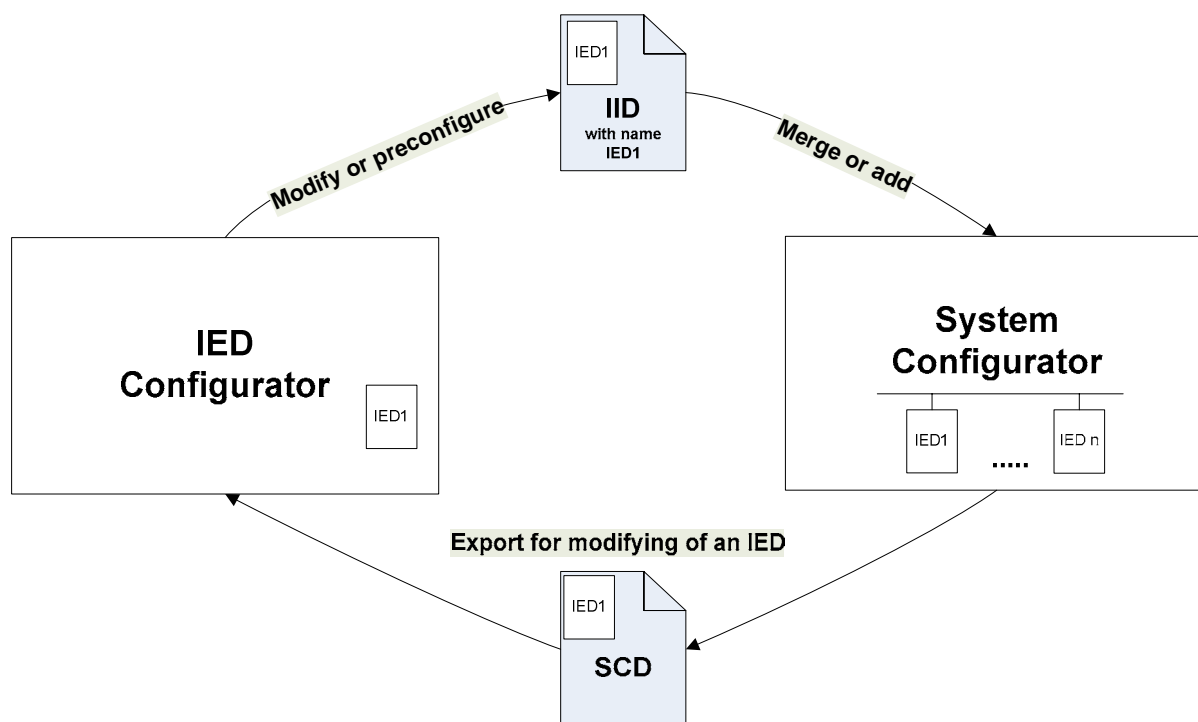 IED1
IID
with name
IED1
Modify or preconfigure
Merge or add
IED
Configurator
IED1
System
Configurator
IED1
.....
IED n
Export for modifying of an IED
IED1
SCD